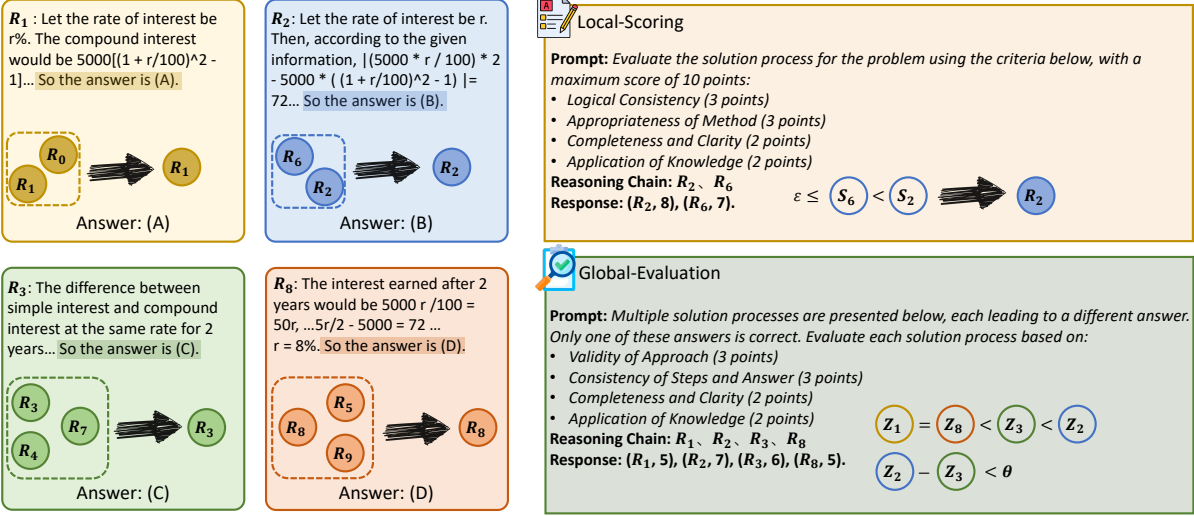 R₁ : Let the rate of interest be
r%. The compound interest
would be 5000[(1 + r/100)^2 -
1]... So the answer is (A).
R₀
R₁
R₁
Answer: (A)
R₂: Let the rate of interest be r.
Then, according to the given
information, |(5000 * r / 100) * 2
- 5000 * ( (1 + r/100)^2 - 1) |=
72... So the answer is (B).
R₆
R₂
R₂
Answer: (B)
R₃: The difference between
simple interest and compound
interest at the same rate for 2
years... So the answer is (C).
R₃
R₇
R₄
R₃
Answer: (C)
R₈: The interest earned after 2
years would be 5000 r /100 =
50r, ...5r/2 - 5000 = 72 ...
r = 8%. So the answer is (D).
R₅
R₈
R₉
R₈
Answer: (D)
A
Local-Scoring
Prompt: Evaluate the solution process for the problem using the criteria below, with a
maximum score of 10 points:
• Logical Consistency (3 points)
• Appropriateness of Method (3 points)
• Completeness and Clarity (2 points)
• Application of Knowledge (2 points)
Reasoning Chain: R₂、R₆
Response: (R₂, 8), (R₆, 7).
ε ≤ S₆ < S₂ R₂
Global-Evaluation
Prompt: Multiple solution processes are presented below, each leading to a different answer.
Only one of these answers is correct. Evaluate each solution process based on:
• Validity of Approach (3 points)
• Consistency of Steps and Answer (3 points)
• Completeness and Clarity (2 points)
• Application of Knowledge (2 points)
Reasoning Chain: R₁、R₂、R₃、R₈
Response: (R₁, 5), (R₂, 7), (R₃, 6), (R₈, 5).
Z₁ = Z₈ < Z₃ < Z₂
Z₂ − Z₃ < θ